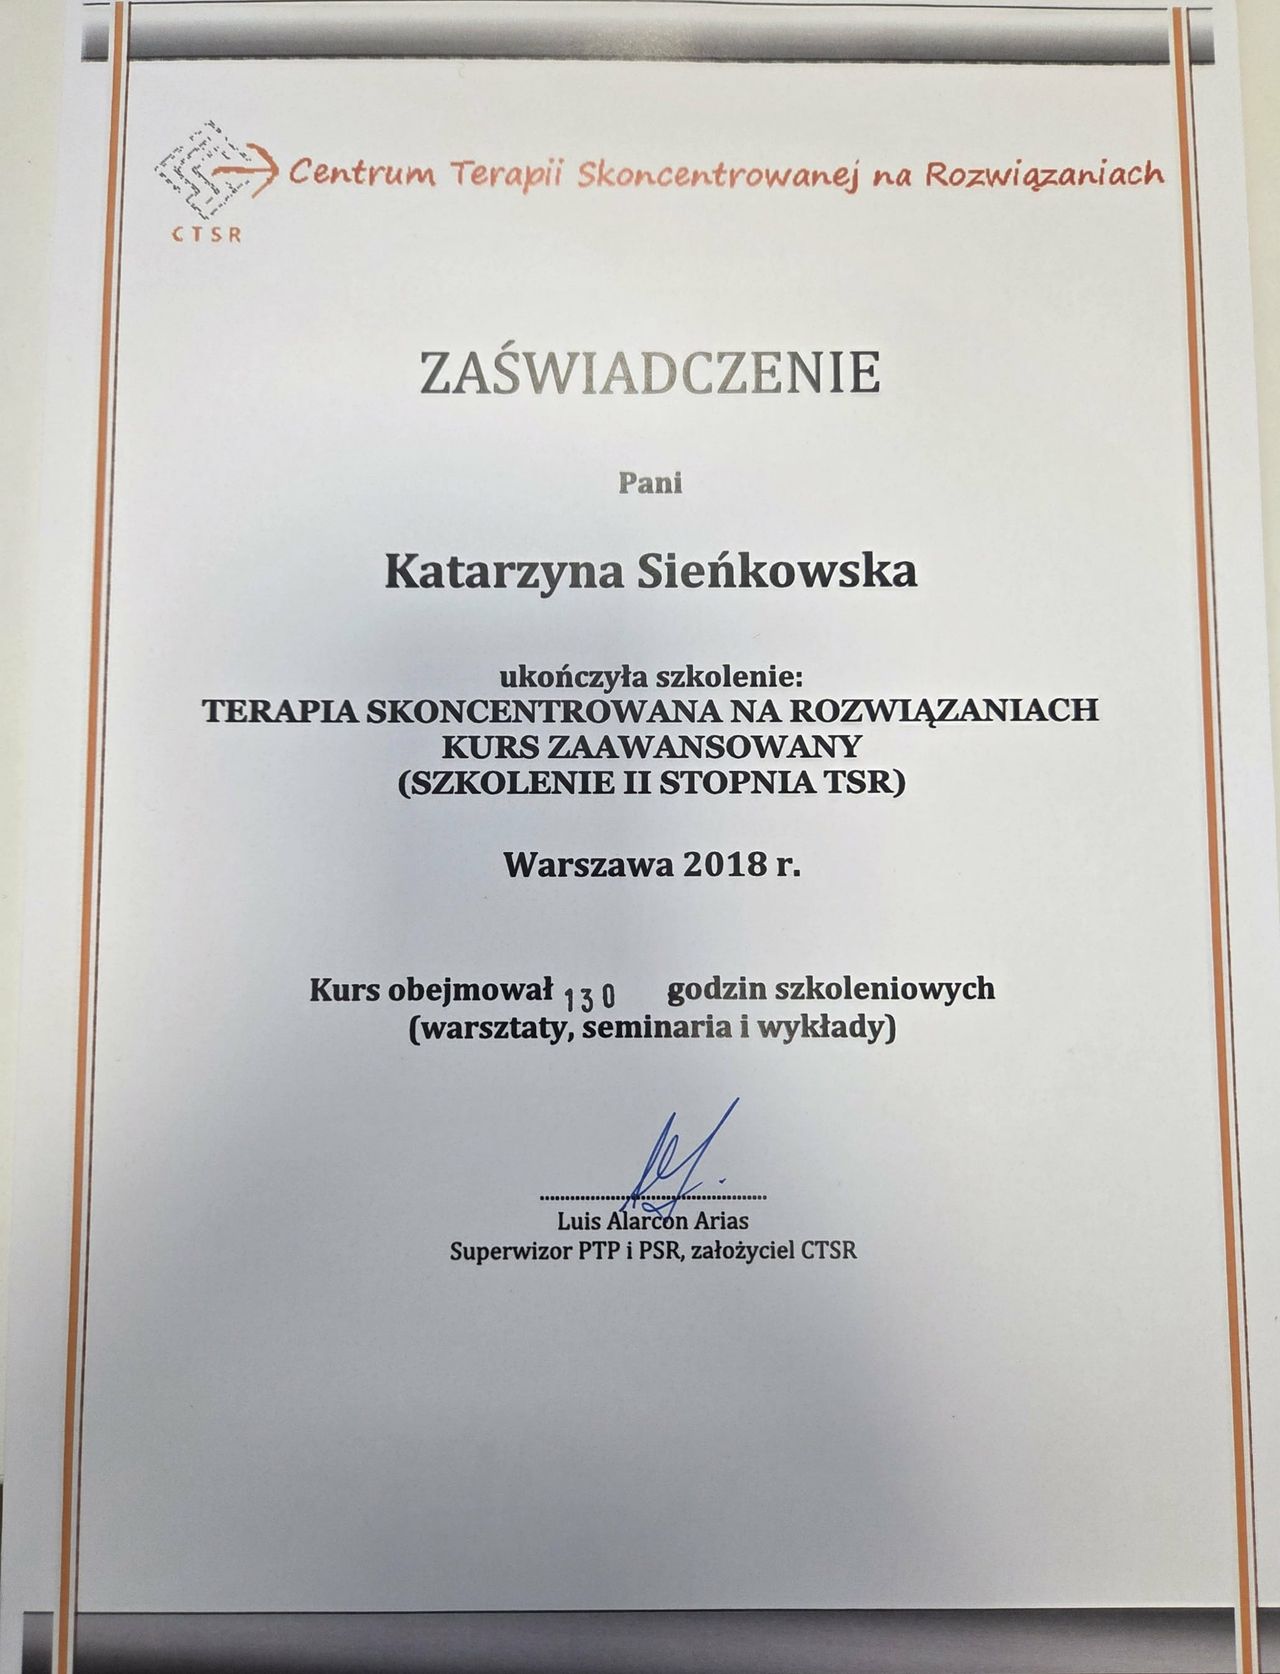 Centrum Terapii Skoncentrowanej na Rozwiązaniach
CTSR
ZAŚWIADCZENIE
Pani
Katarzyna Sieńkowska
ukończyła szkolenie:
TERAPIA SKONCENTROWANA NA ROZWIĄZANIACH
KURS ZAAWANSOWANY
(SZKOLENIE II STOPNIA TSR)
Warszawa 2018 r.
Kurs obejmował 130 godzin szkoleniowych
(warsztaty, seminaria i wykłady)
Luis Alarcon Arias
Superwizor PTP i PSR, założyciel CTSR